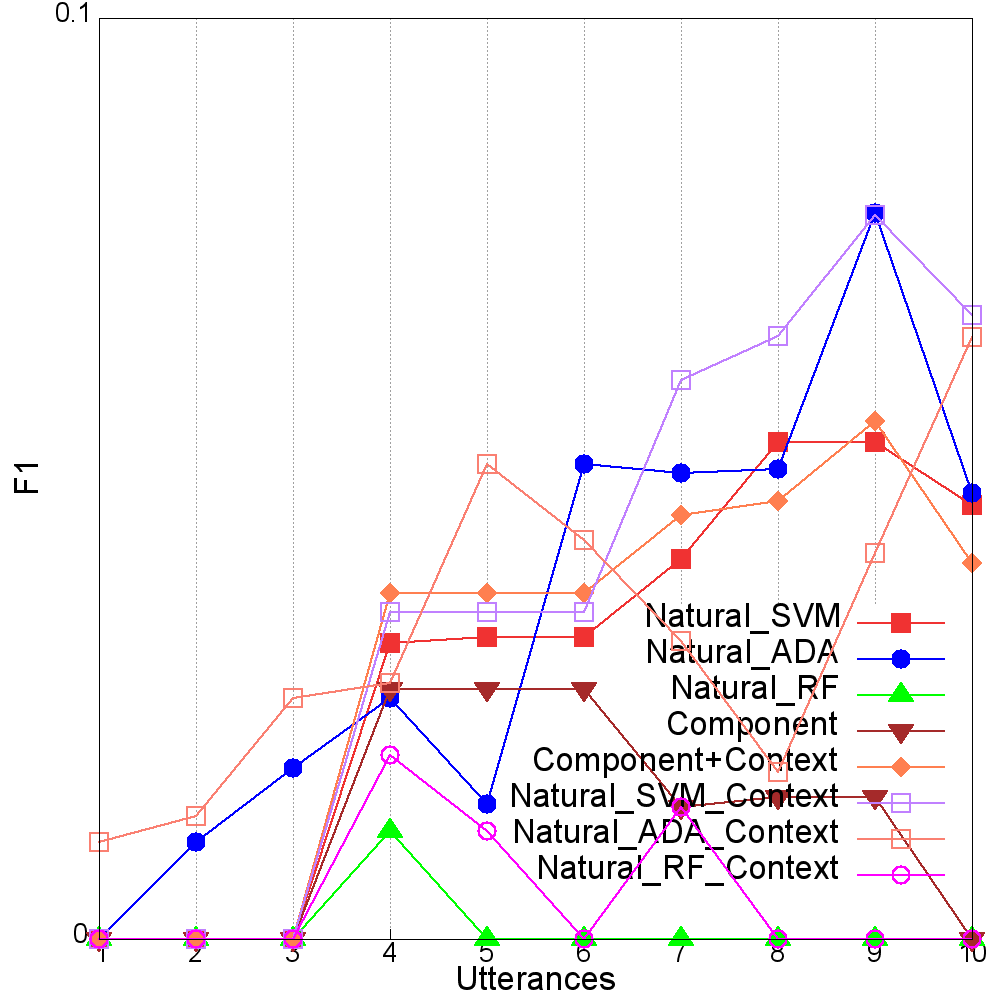 0.1
F1
Natural_SVM
Natural_ADA
Natural_RF
Component
Component+Context
Natural_SVM_Context
Natural_ADA_Context
Natural_RF_Context
0
1 2 3 4 5 6 7 8 9 10
Utterances